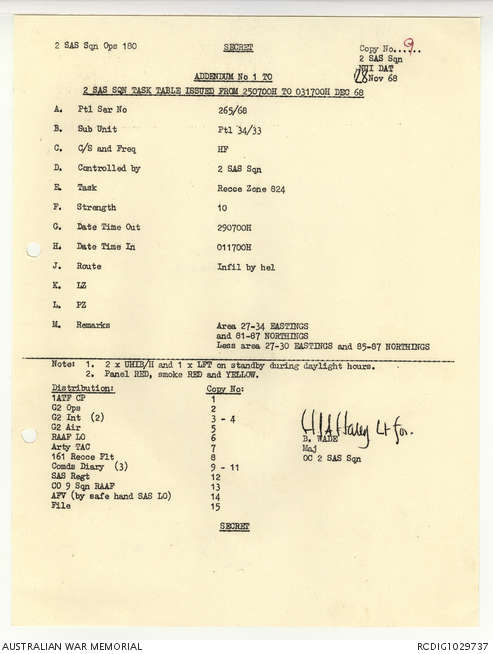 2 SAS Sqn Ops 180
SECRET
Copy No...9...
2 SAS Sqn
NUI DAT
28 Nov 68
ADDENDUM No 1 TO
2 SAS SQN TASK TABLE ISSUED FROM 250700H TO 031700H DEC 68
A. Ptl Ser No 265/68
B. Sub Unit Ptl 34/33
C. C/S and Freq HF
D. Controlled by 2 SAS Sqn
E. Task Recce Zone 824
F. Strength 10
G. Date Time Out 290700H
H. Date Time In 011700H
J. Route Infil by hel
K. LZ
L. PZ
M. Remarks Area 27-34 EASTINGS
and 81-87 NORTHINGS
Less area 27-30 EASTINGS and 85-87 NORTHINGS
Note: 1. 2 x UHIB/H and 1 x LFT on standby during daylight hours.
2. Panel RED, smoke RED and YELLOW.
Distribution: Copy No:
1ATF CP 1
G2 Ops 2
G2 Int (2) 3 - 4
G2 Air 5
RAAF LO 6
Arty TAC 7
161 Recce Flt 8
Comds Diary (3) 9 - 11
SAS Regt 12
CO 9 Sqn RAAF 13
AFV (by safe hand SAS LO) 14
File 15
Lt for.
B. WADE
Maj
OC 2 SAS Sqn
SECRET
AUSTRALIAN WAR MEMORIAL
RCDIG1029737